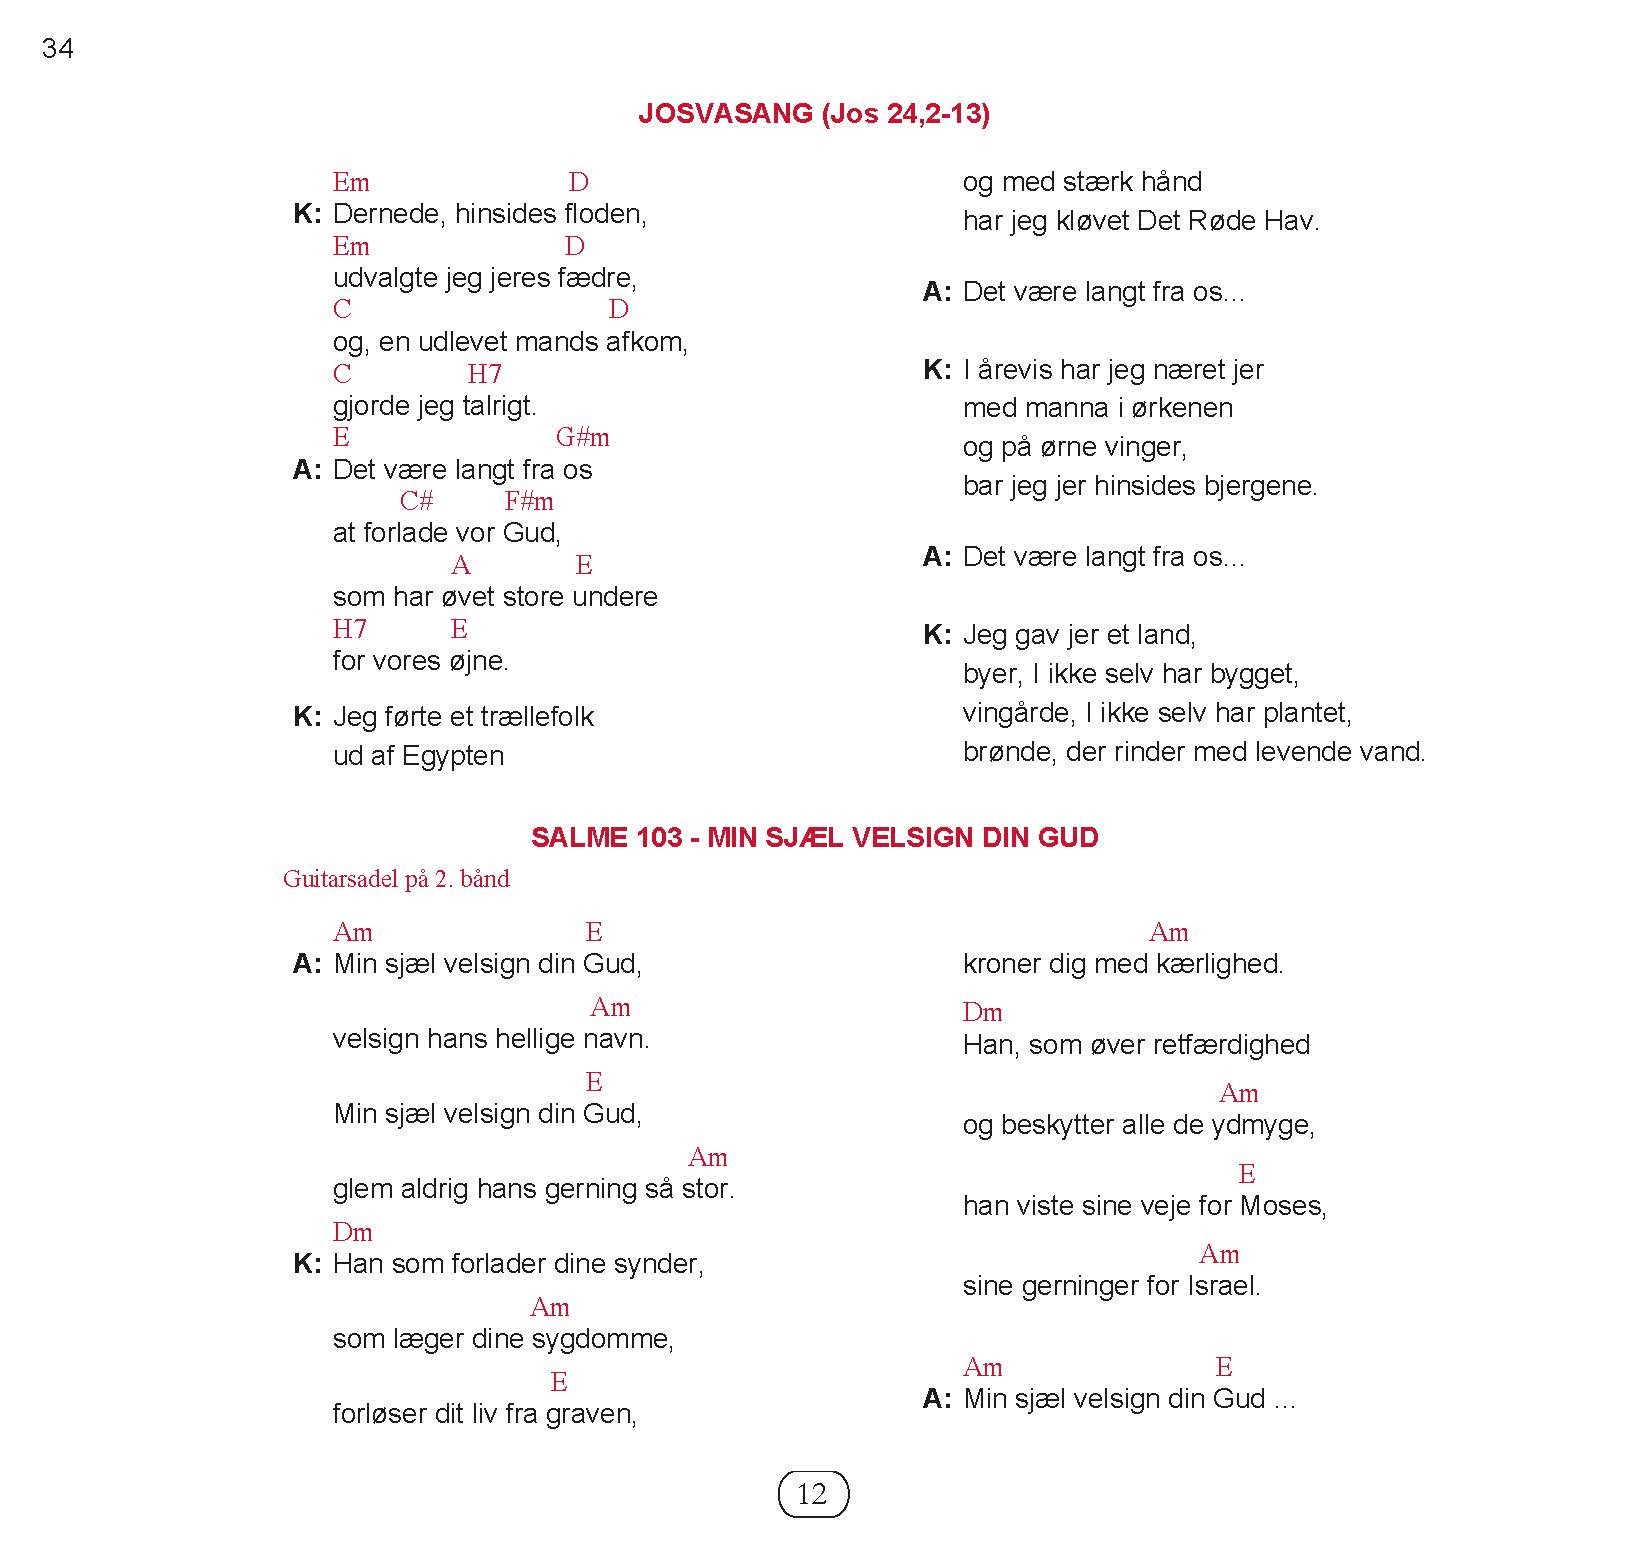 34
JOSVASANG (Jos 24,2-13)
Em D
K: Dernede, hinsides floden,
Em D
udvalgte jeg jeres fædre,
C D
og, en udlevet mands afkom,
C H7
gjorde jeg talrigt.
E G#m
A: Det være langt fra os
C# F#m
at forlade vor Gud,
A E
som har øvet store undere
H7 E
for vores øjne.
K: Jeg førte et trællefolk
ud af Egypten
og med stærk hånd
har jeg kløvet Det Røde Hav.
A: Det være langt fra os...
K: I årevis har jeg næret jer
med manna i ørkenen
og på ørne vinger,
bar jeg jer hinsides bjergene.
A: Det være langt fra os...
K: Jeg gav jer et land,
byer, I ikke selv har bygget,
vingårde, I ikke selv har plantet,
brønde, der rinder med levende vand.
SALME 103 - MIN SJÆL VELSIGN DIN GUD
Guitarsadel på 2. bånd
Am E
A: Min sjæl velsign din Gud,
Am
velsign hans hellige navn.
E
Min sjæl velsign din Gud,
Am
glem aldrig hans gerning så stor.
Dm
K: Han som forlader dine synder,
Am
som læger dine sygdomme,
E
forløser dit liv fra graven,
Am
kroner dig med kærlighed.
Dm
Han, som øver retfærdighed
Am
og beskytter alle de ydmyge,
E
han viste sine veje for Moses,
Am
sine gerninger for Israel.
Am E
A: Min sjæl velsign din Gud ...
12